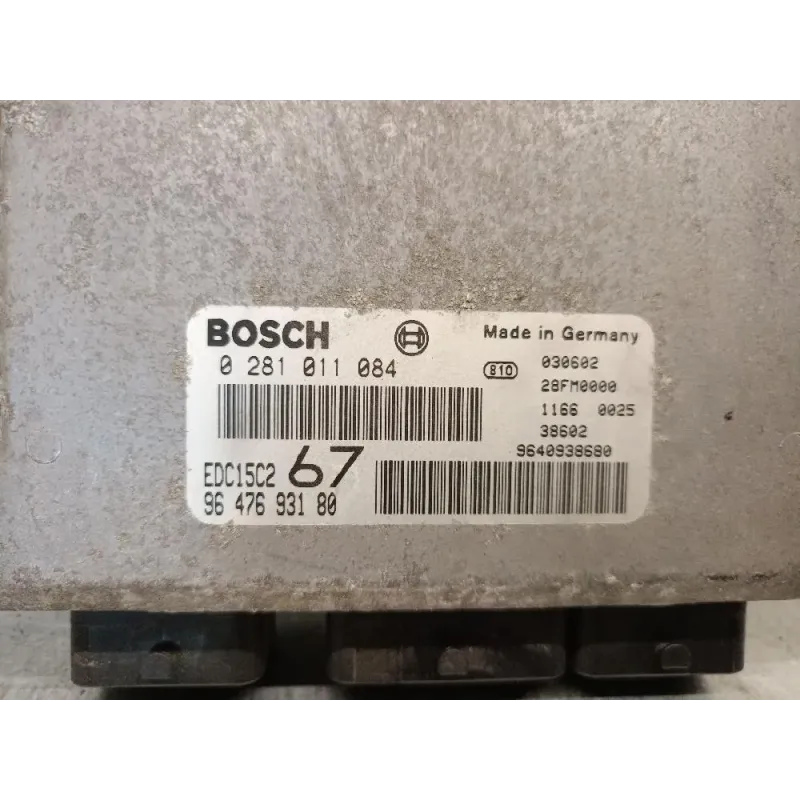 BOSCH
Made in Germany
0 281 011 084
810
030602
28FM0000
1166 0025
38602
9640938680
EDC15C2 67
96 476 931 80